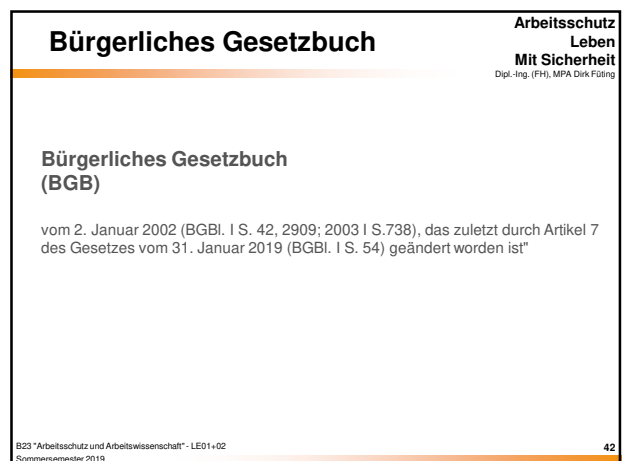 Bürgerliches Gesetzbuch
Arbeitsschutz
Leben
Mit Sicherheit
Dipl.-Ing. (FH), MPA Dirk Füting
Bürgerliches Gesetzbuch
(BGB)
vom 2. Januar 2002 (BGBl. I S. 42, 2909; 2003 I S.738), das zuletzt durch Artikel 7
des Gesetzes vom 31. Januar 2019 (BGBl. I S. 54) geändert worden ist"
B23 "Arbeitsschutz und Arbeitswissenschaft" - LE01+02
42
Sommersemester 2019